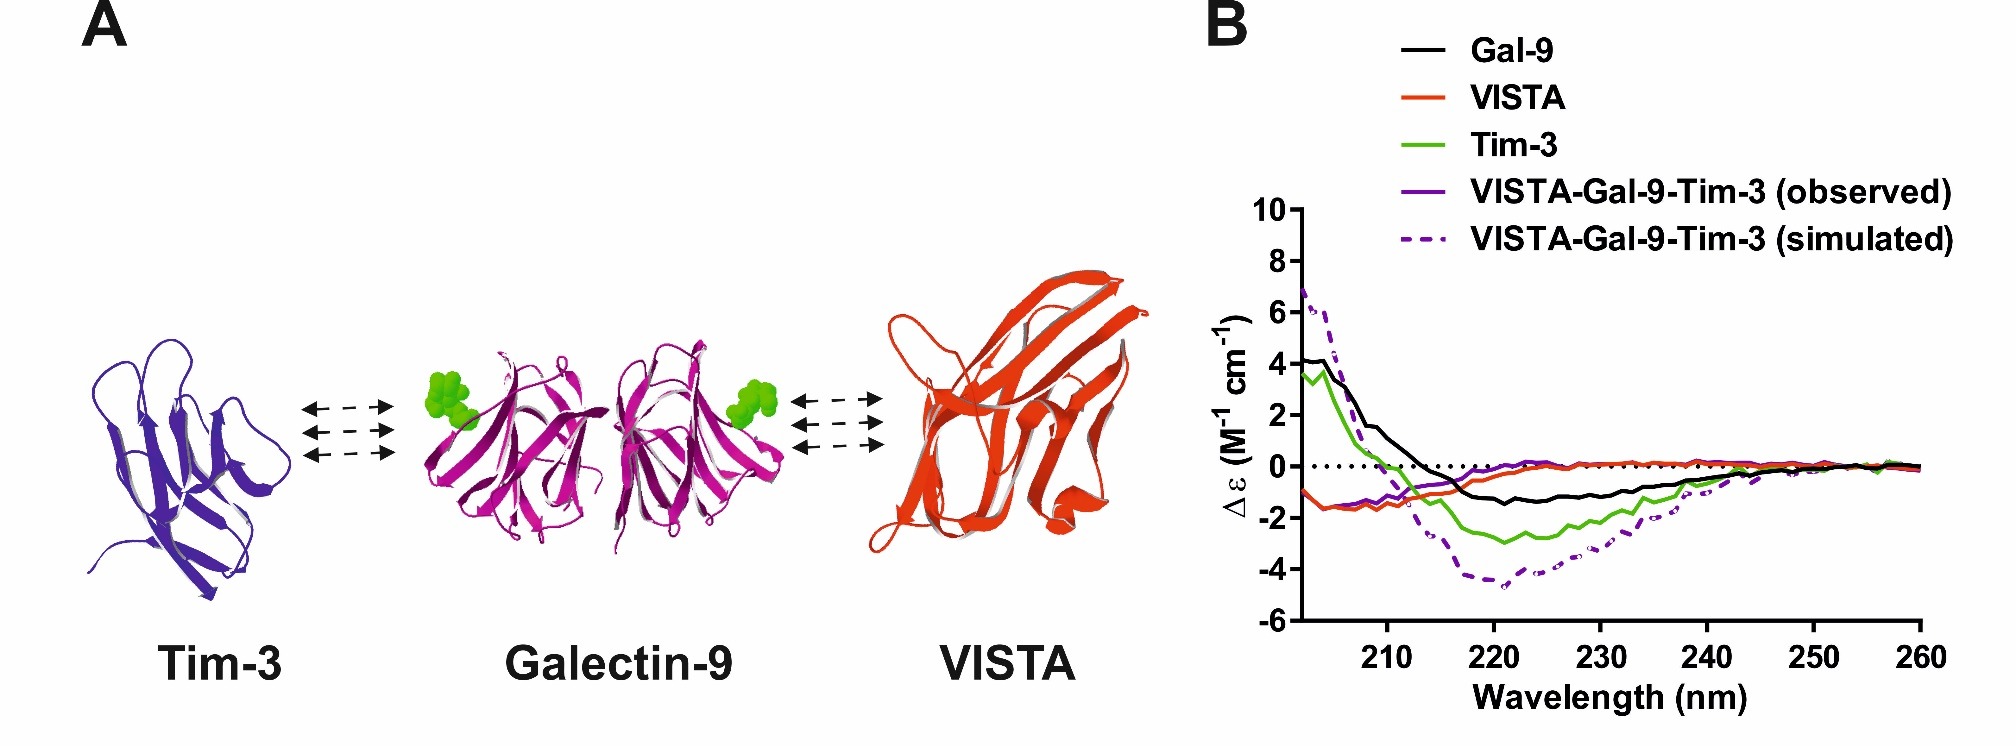 A
B
Gal-9
VISTA
Tim-3
VISTA-Gal-9-Tim-3 (observed)
VISTA-Gal-9-Tim-3 (simulated)
10
8
6
4
2
0
-2
-4
-6
Δ ε (M⁻¹ cm⁻¹)
210 220 230 240 250 260
Wavelength (nm)
Tim-3 Galectin-9 VISTA